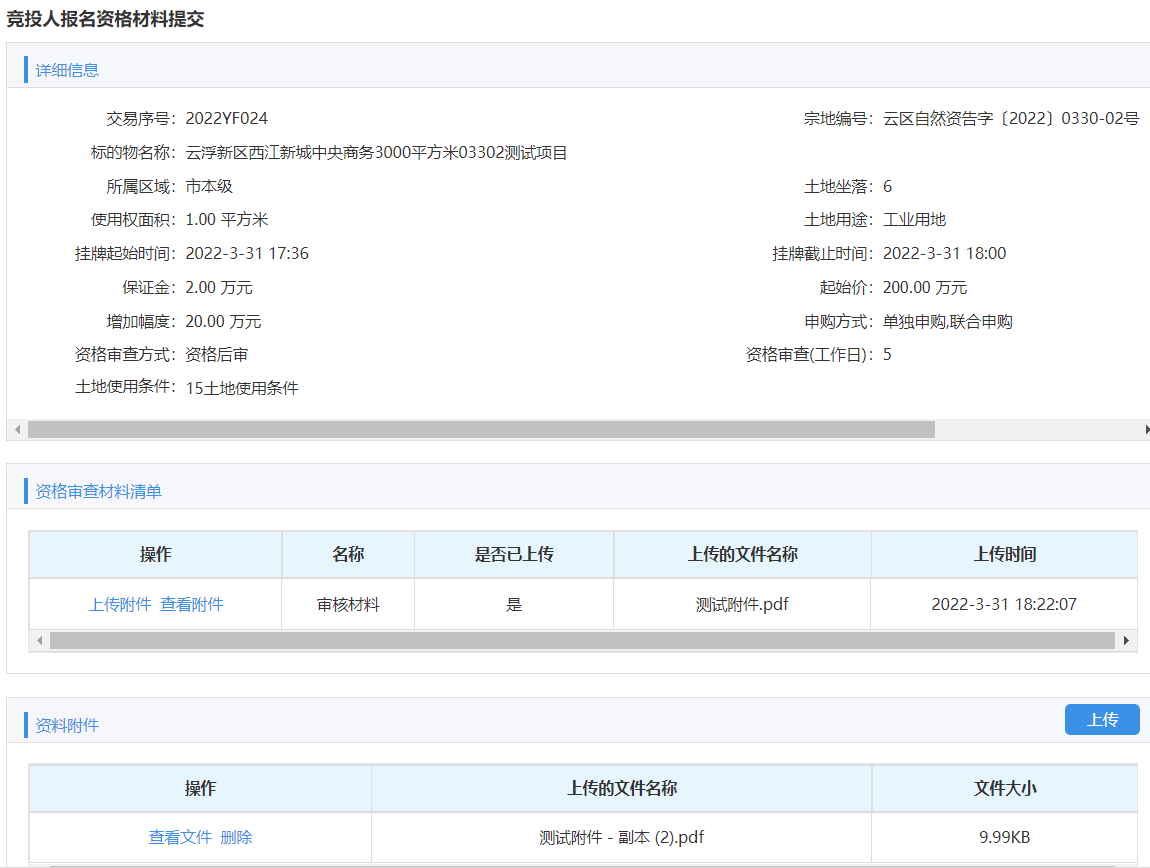 竞投人报名资格材料提交
详细信息
交易序号： 2022YF024 宗地编号： 云区自然资告字〔2022〕0330-02号
标的物名称： 云浮新区西江新城中央商务3000平方米03302测试项目
所属区域： 市本级 土地坐落： 6
使用权面积： 1.00 平方米 土地用途： 工业用地
挂牌起始时间： 2022-3-31 17:36 挂牌截止时间： 2022-3-31 18:00
保证金： 2.00 万元 起始价： 200.00 万元
增加幅度： 20.00 万元 申购方式： 单独申购,联合申购
资格审查方式： 资格后审 资格审查(工作日)： 5
土地使用条件： 15土地使用条件
资格审查材料清单
操作 名称 是否已上传 上传的文件名称 上传时间
上传附件 查看附件 审核材料 是 测试附件.pdf 2022-3-31 18:22:07
资料附件 上传
操作 上传的文件名称 文件大小
查看文件 删除 测试附件 - 副本 (2).pdf 9.99KB